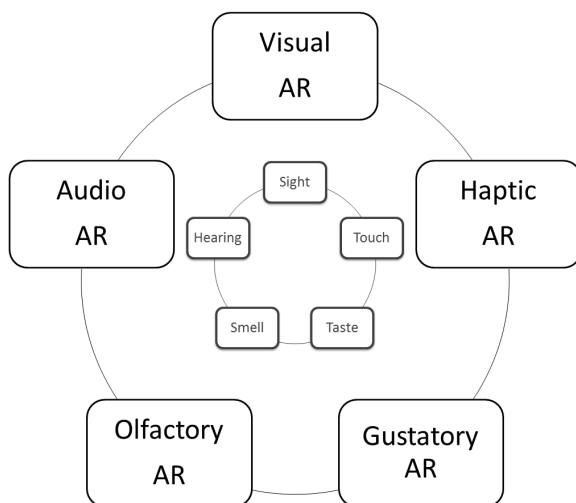 Visual
AR
Audio
AR
Haptic
AR
Sight
Hearing
Touch
Smell
Taste
Olfactory
AR
Gustatory
AR